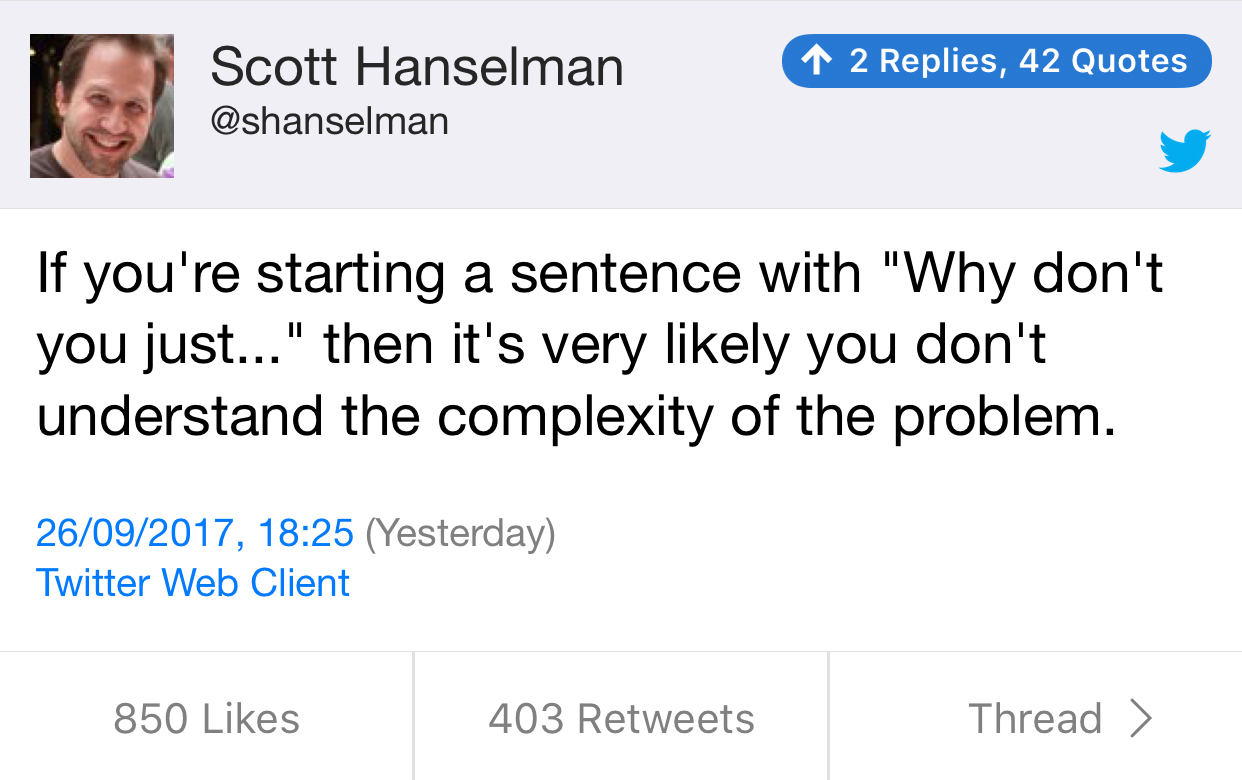 Scott Hanselman
@shanselman
2 Replies, 42 Quotes
If you're starting a sentence with "Why don't
you just..." then it's very likely you don't
understand the complexity of the problem.
26/09/2017, 18:25 (Yesterday)
Twitter Web Client
850 Likes
403 Retweets
Thread